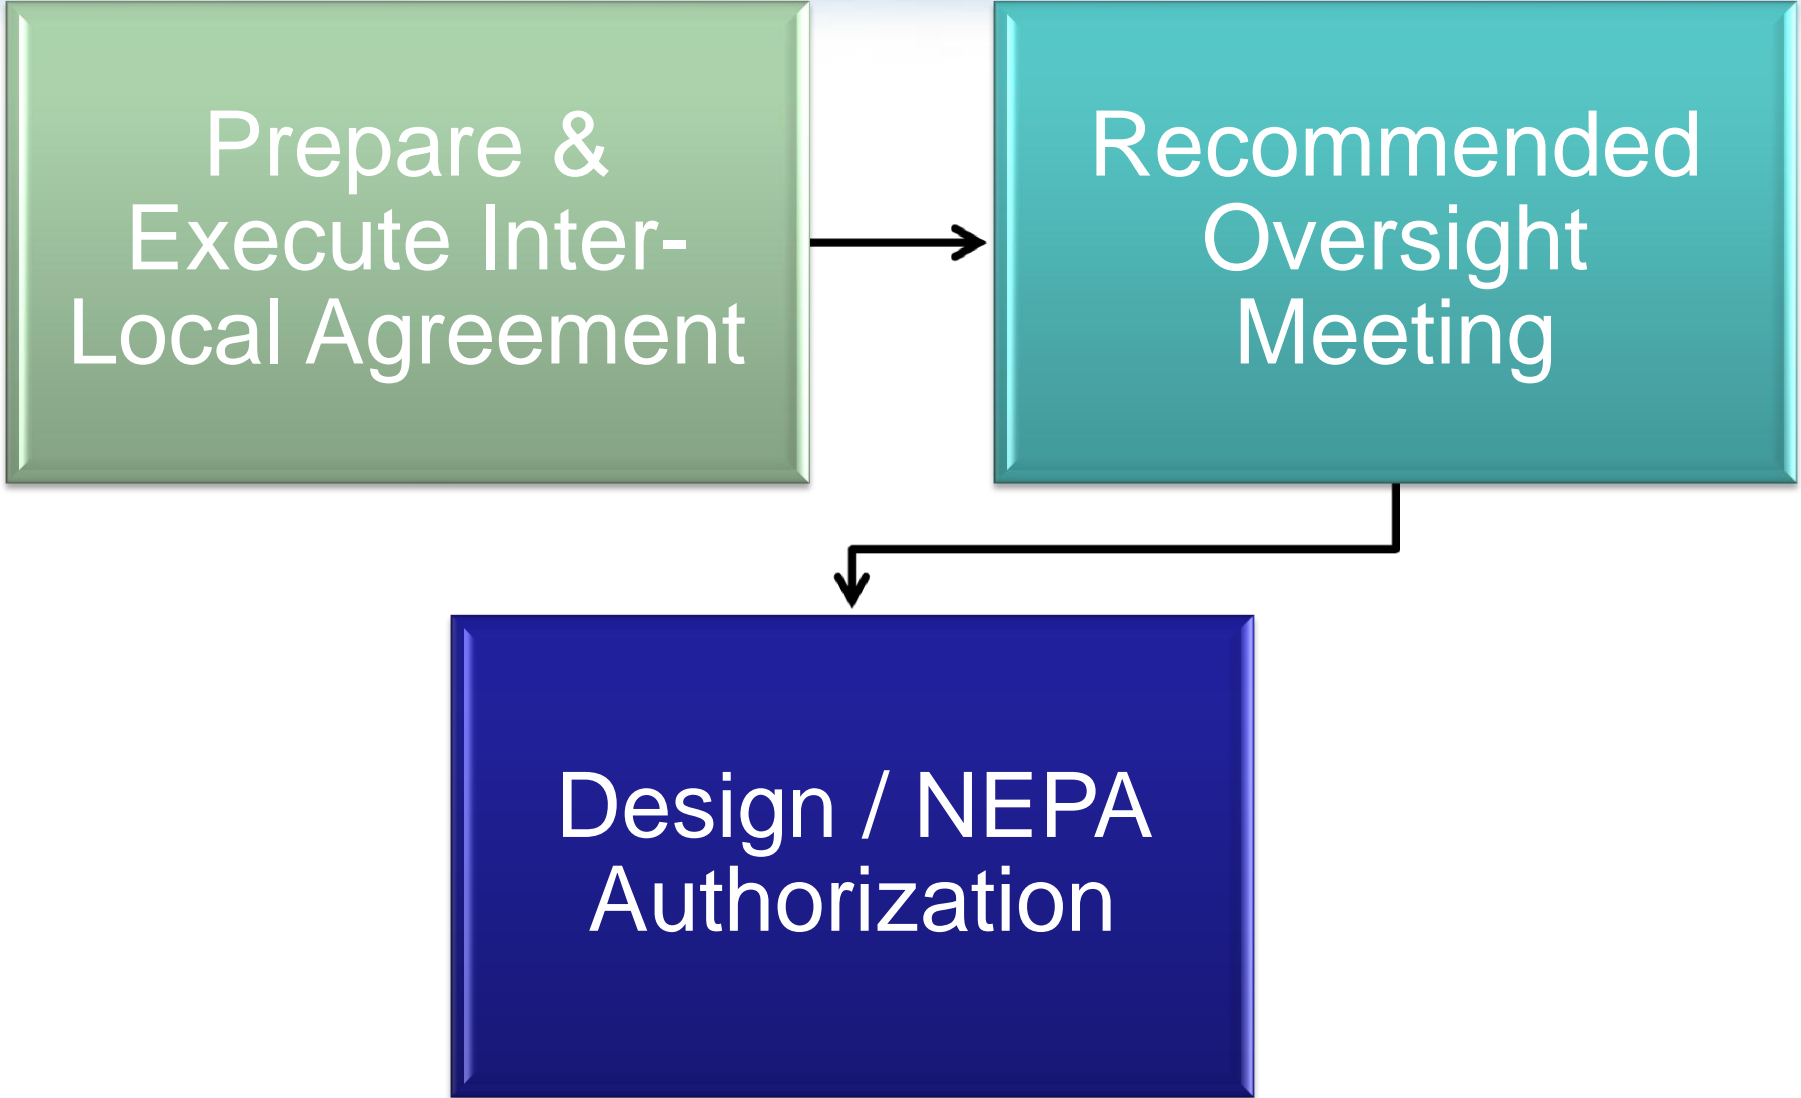 Prepare &
Execute Inter-
Local Agreement
Recommended
Oversight
Meeting
Design / NEPA
Authorization